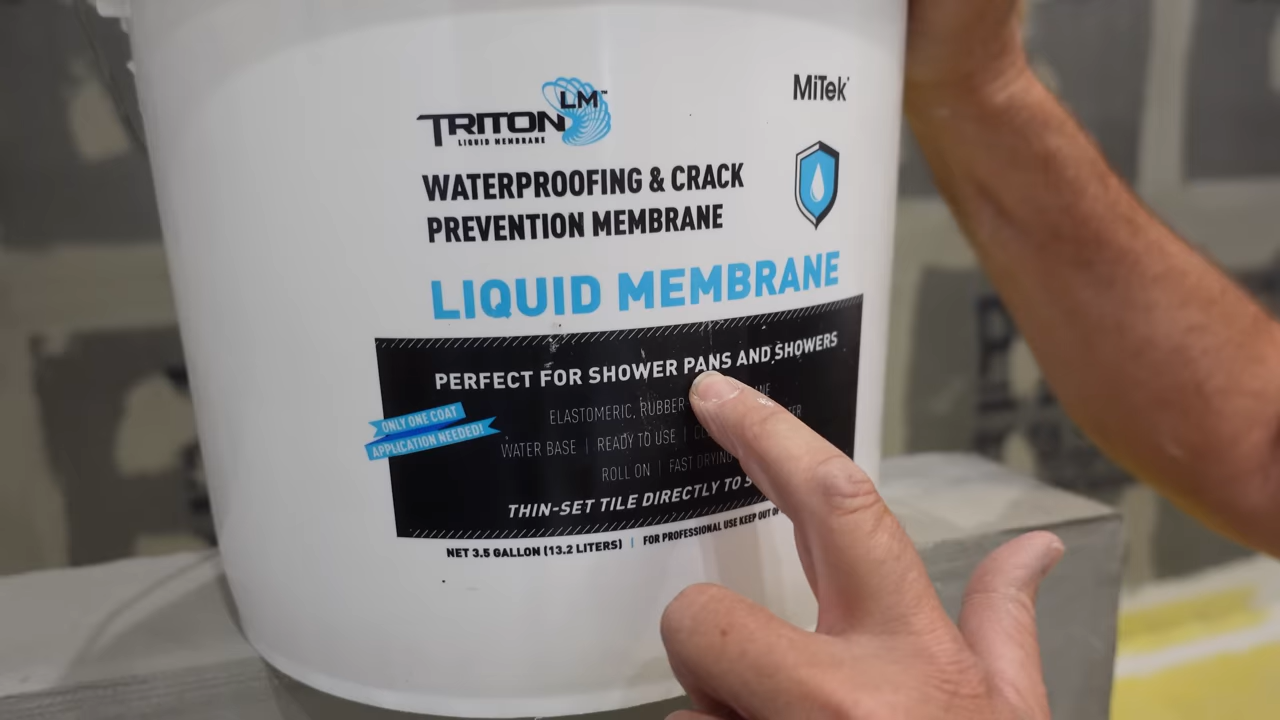 TRITON LM™
LIQUID MEMBRANE
MiTek
WATERPROOFING & CRACK
PREVENTION MEMBRANE
LIQUID MEMBRANE
PERFECT FOR SHOWER PANS AND SHOWERS
ONLY ONE COAT
APPLICATION NEEDED!
ELASTOMERIC, RUBBER
WATER BASE | READY TO USE |
ROLL ON | FAST DRYING
THIN-SET TILE DIRECTLY TO
NET 3.5 GALLON (13.2 LITERS) | FOR PROFESSIONAL USE KEEP OUT OF